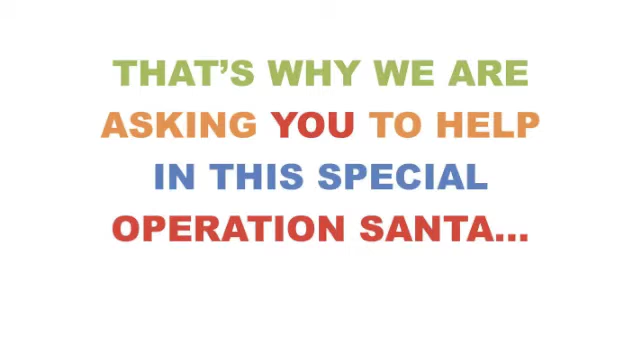 THAT’S WHY WE ARE
ASKING YOU TO HELP
IN THIS SPECIAL
OPERATION SANTA...